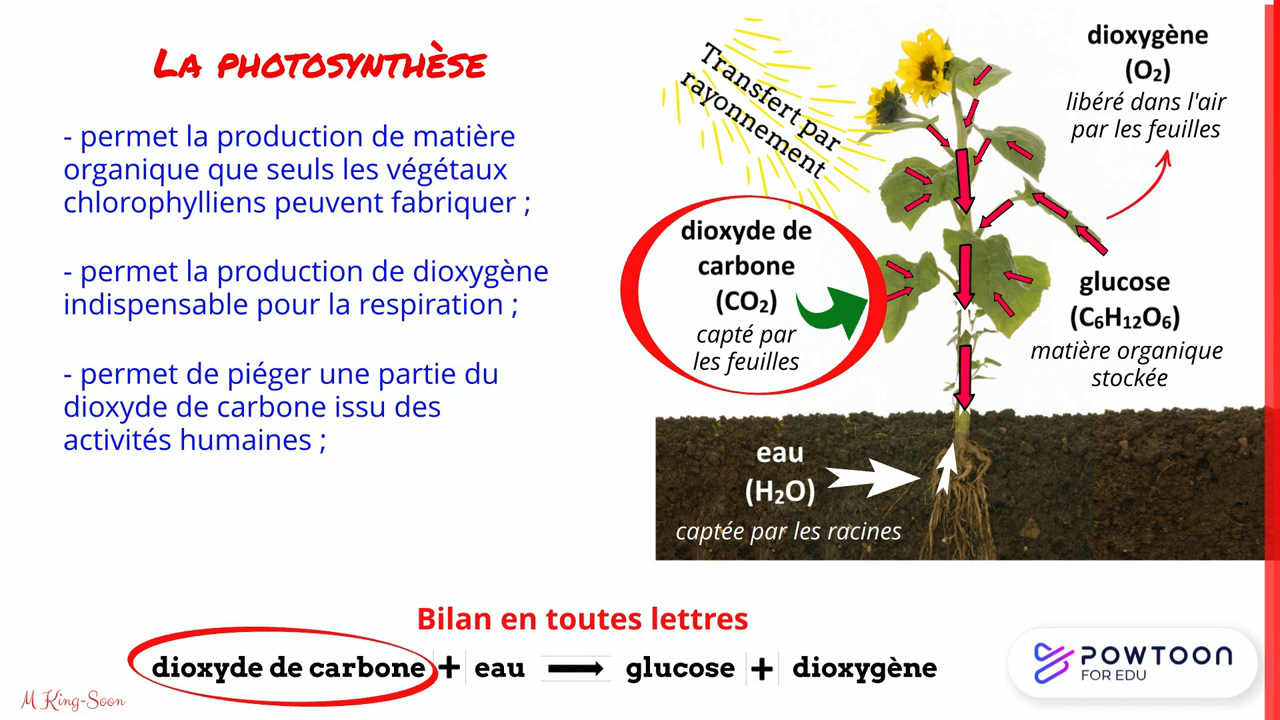 La photosynthèse
- permet la production de matière
organique que seuls les végétaux
chlorophylliens peuvent fabriquer ;
- permet la production de dioxygène
indispensable pour la respiration ;
- permet de piéger une partie du
dioxyde de carbone issu des
activités humaines ;
Transfert par
rayonnement
dioxygène
(O₂)
libéré dans l'air
par les feuilles
dioxyde de
carbone
(CO₂)
capté par
les feuilles
glucose
(C₆H₁₂O₆)
matière organique
stockée
eau
(H₂O)
captée par les racines
Bilan en toutes lettres
dioxyde de carbone + eau → glucose + dioxygène
M King-Soon
POWTOON
FOR EDU